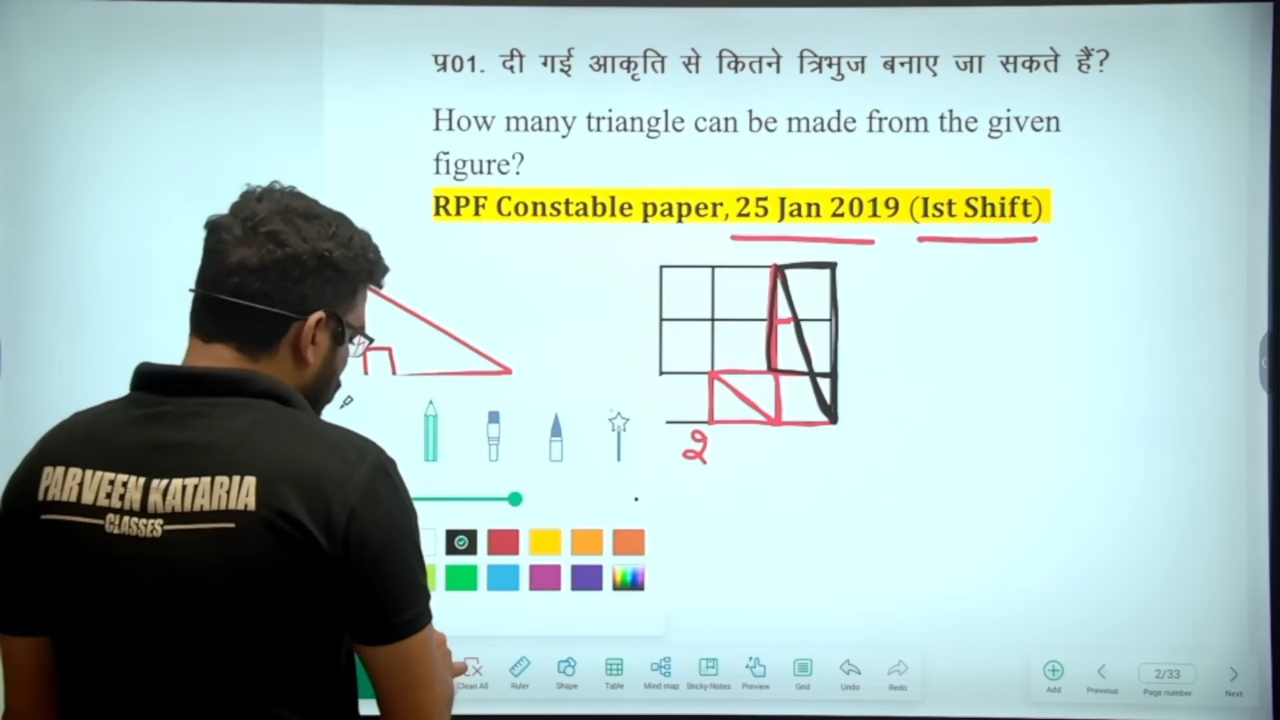 प्र01. दी गई आकृति से कितने त्रिभुज बनाए जा सकते हैं?
How many triangle can be made from the given
figure?
RPF Constable paper, 25 Jan 2019 (Ist Shift)
2
PARVEEN KATARIA
CLASSES
Clean All
Ruler
Shape
Table
Mind map
Sticky-Notes
Preview
Grid
Undo
Redo
Add
Previous
2/33
Page number
Next